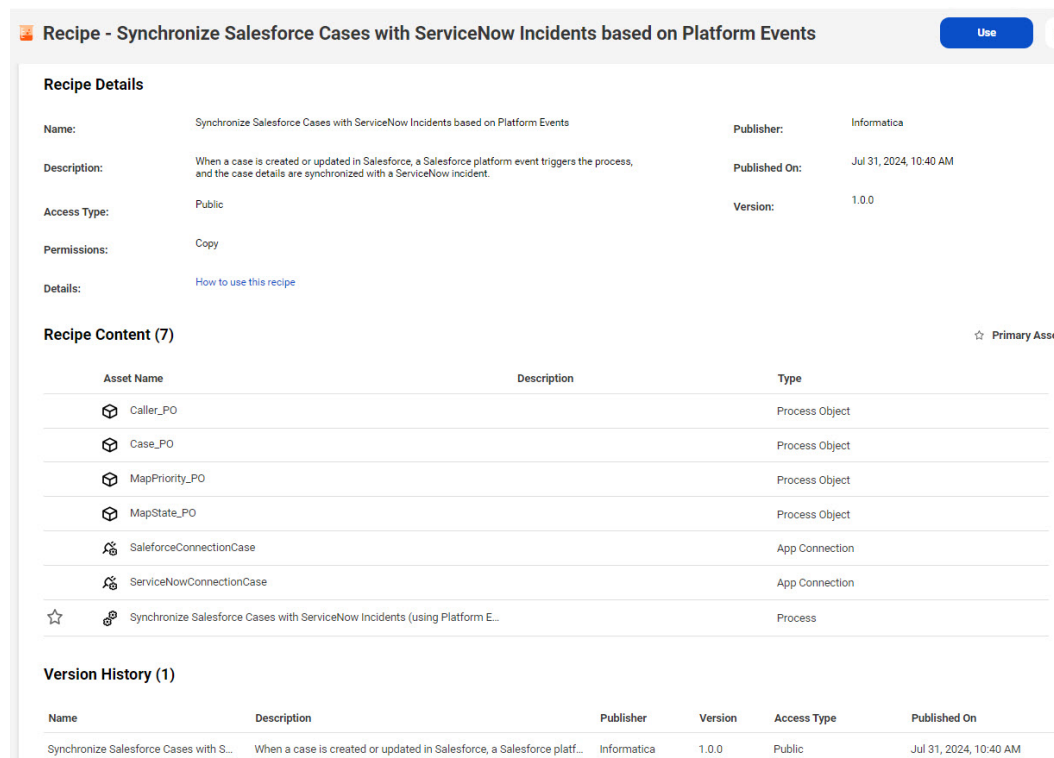 Recipe - Synchronize Salesforce Cases with ServiceNow Incidents based on Platform Events
Use
Recipe Details
Name:
Synchronize Salesforce Cases with ServiceNow Incidents based on Platform Events
Publisher:
Informatica
Description:
When a case is created or updated in Salesforce, a Salesforce platform event triggers the process,
and the case details are synchronized with a ServiceNow incident.
Published On:
Jul 31, 2024, 10:40 AM
Access Type:
Public
Version:
1.0.0
Permissions:
Copy
Details:
How to use this recipe
Recipe Content (7)
☆ Primary Asse
Asset Name Description Type
Caller_PO Process Object
Case_PO Process Object
MapPriority_PO Process Object
MapState_PO Process Object
SaleforceConnectionCase App Connection
ServiceNowConnectionCase App Connection
Synchronize Salesforce Cases with ServiceNow Incidents (using Platform E... Process
Version History (1)
Name Description Publisher Version Access Type Published On
Synchronize Salesforce Cases with S... When a case is created or updated in Salesforce, a Salesforce platf... Informatica 1.0.0 Public Jul 31, 2024, 10:40 AM